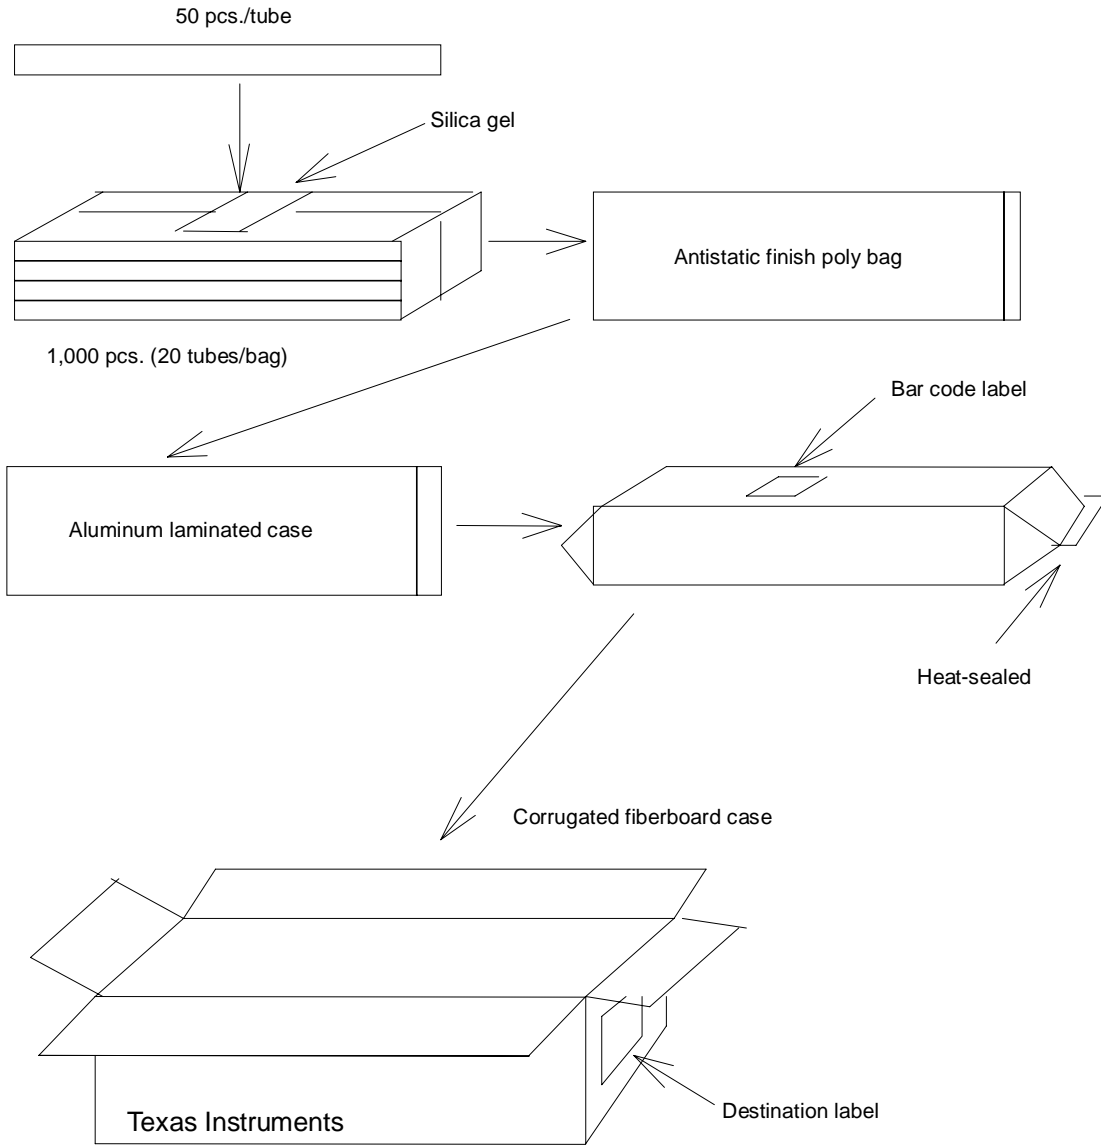 50 pcs./tube
Silica gel
Antistatic finish poly bag
1,000 pcs. (20 tubes/bag)
Bar code label
Aluminum laminated case
Heat-sealed
Corrugated fiberboard case
Texas Instruments
Destination label